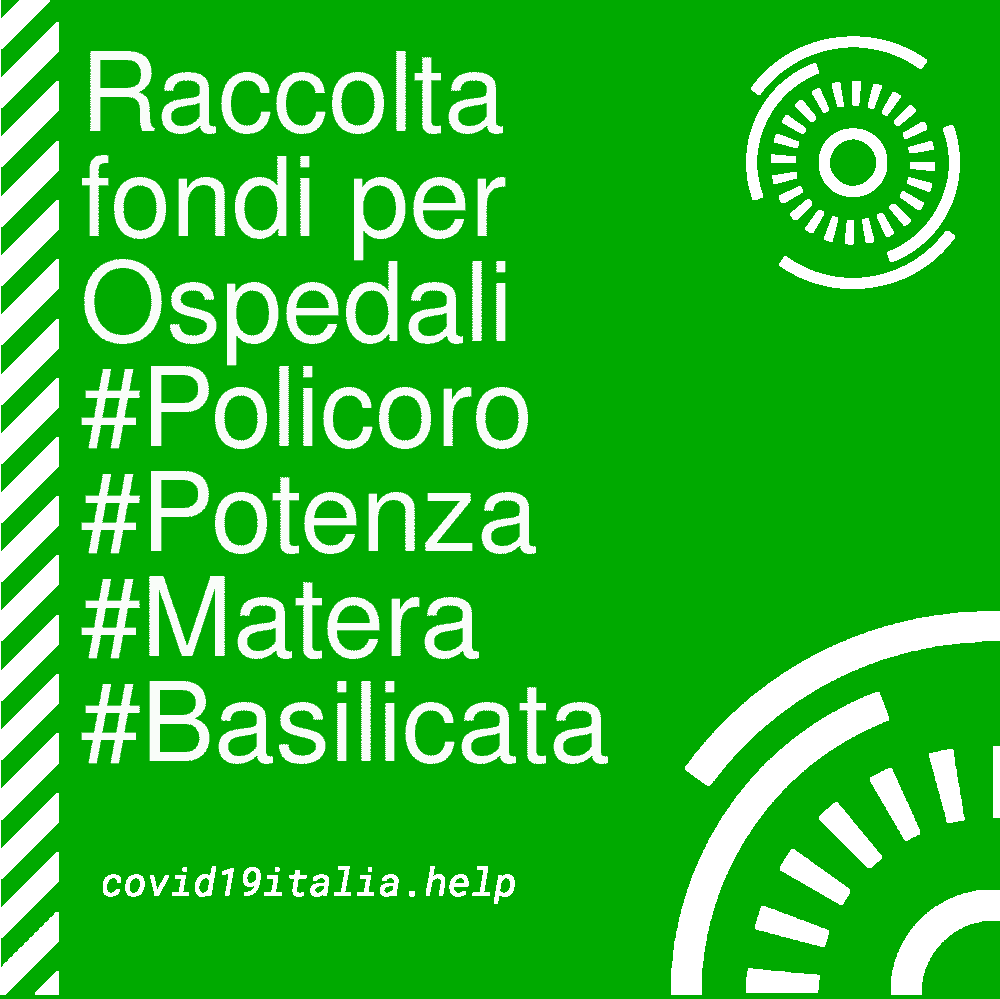 Raccolta
fondi per
Ospedali
#Policoro
#Potenza
#Matera
#Basilicata
covid19italia.help